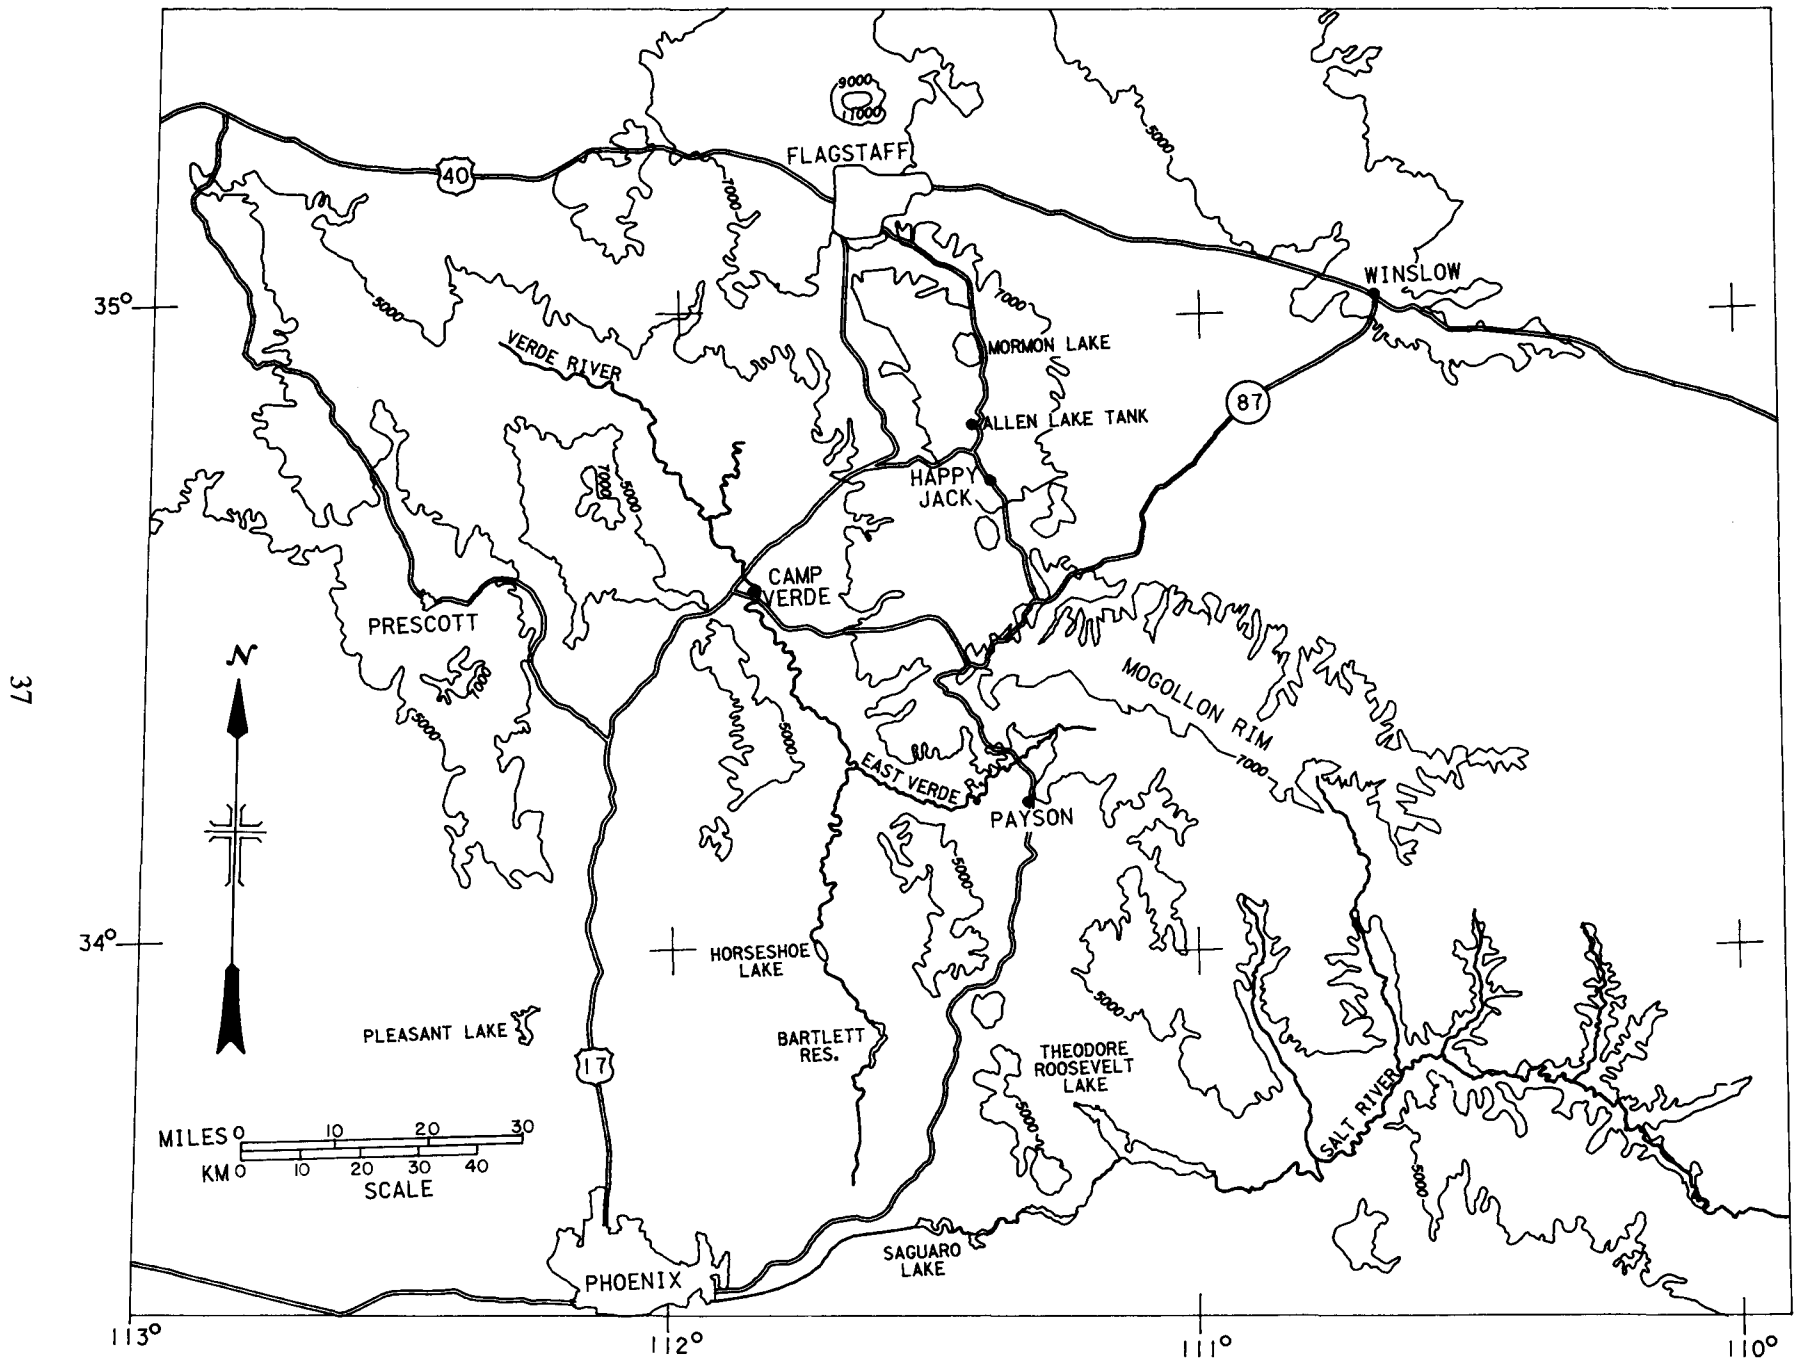 9000
11000
FLAGSTAFF
40
7000
5000
WINSLOW
7000
35°
5000
VERDE RIVER
MORMON LAKE
87
ALLEN LAKE TANK
7000
5000
HAPPY
JACK
CAMP
VERDE
PRESCOTT
N
7000
MOGOLLON RIM
37
5000
5000
EAST VERDE R.
7000
PAYSON
5000
34°
HORSESHOE
LAKE
5000
PLEASANT LAKE
BARTLETT
RES.
THEODORE
ROOSEVELT
LAKE
17
5000
SALT RIVER
MILES 0 10 20 30
KM 0 10 20 30 40
SCALE
5000
SAGUARO
LAKE
PHOENIX
113° 112° 111° 110°